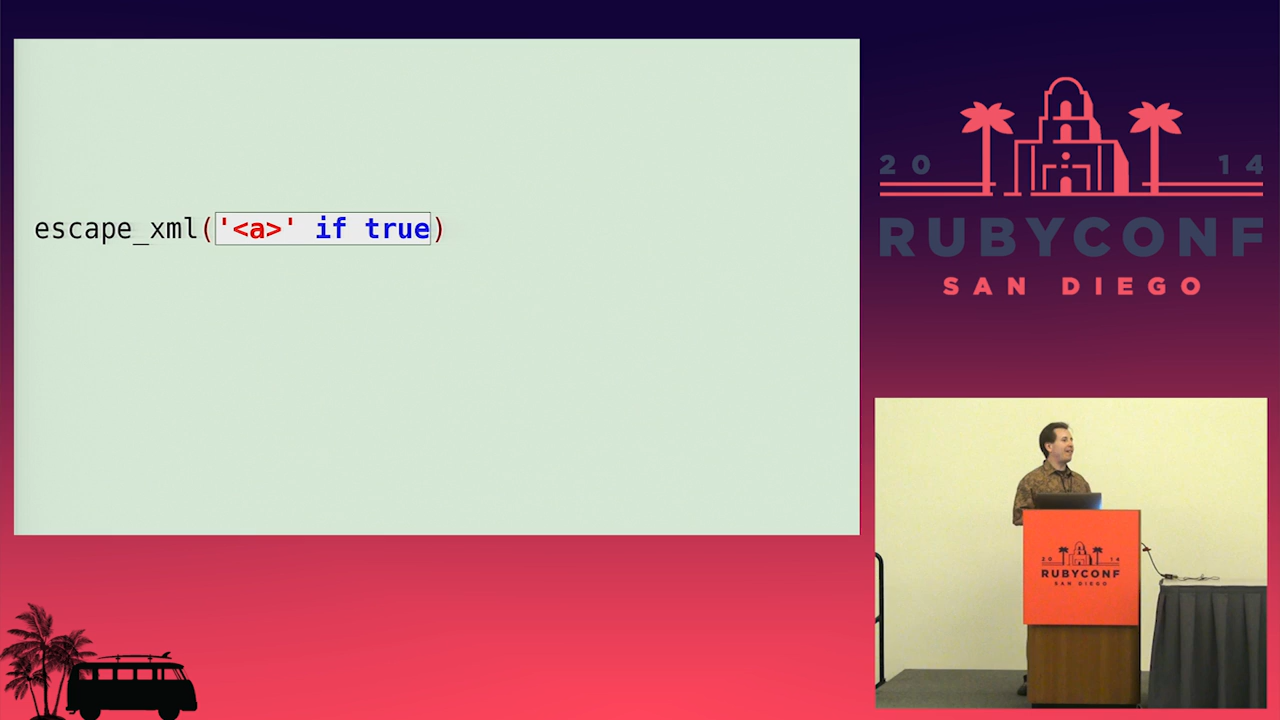 escape_xml('<a>' if true)
2014
RUBYCONF
SAN DIEGO
2014
RUBYCONF
SAN DIEGO